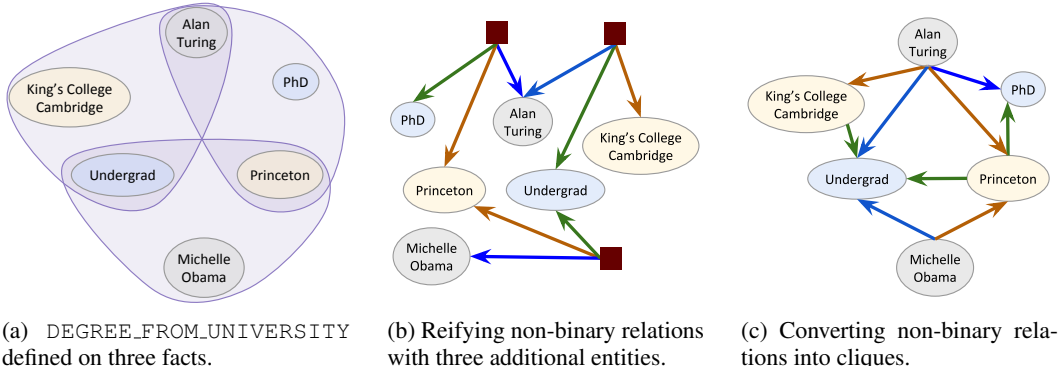 Alan
Turing
PhD
King's College
Cambridge
Undergrad
Princeton
Michelle
Obama
(a) DEGREE_FROM_UNIVERSITY
defined on three facts.
PhD
Alan
Turing
King's College
Cambridge
Princeton
Undergrad
Michelle
Obama
(b) Reifying non-binary relations
with three additional entities.
Alan
Turing
King's College
Cambridge
PhD
Undergrad
Princeton
Michelle
Obama
(c) Converting non-binary rela-
tions into cliques.